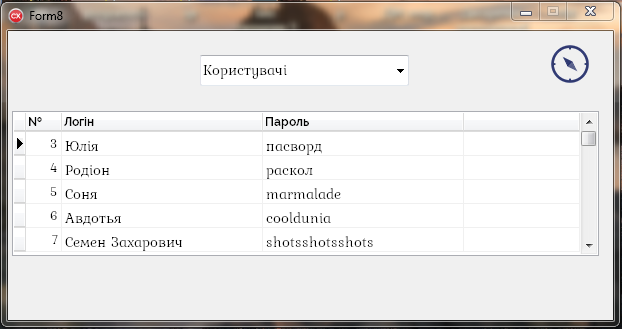 Form8
Користувачі
№ Логін Пароль
3 Юлія пасворд
4 Родіон раскол
5 Соня marmalade
6 Авдотья cooldunia
7 Семен Захарович shotsshotsshots